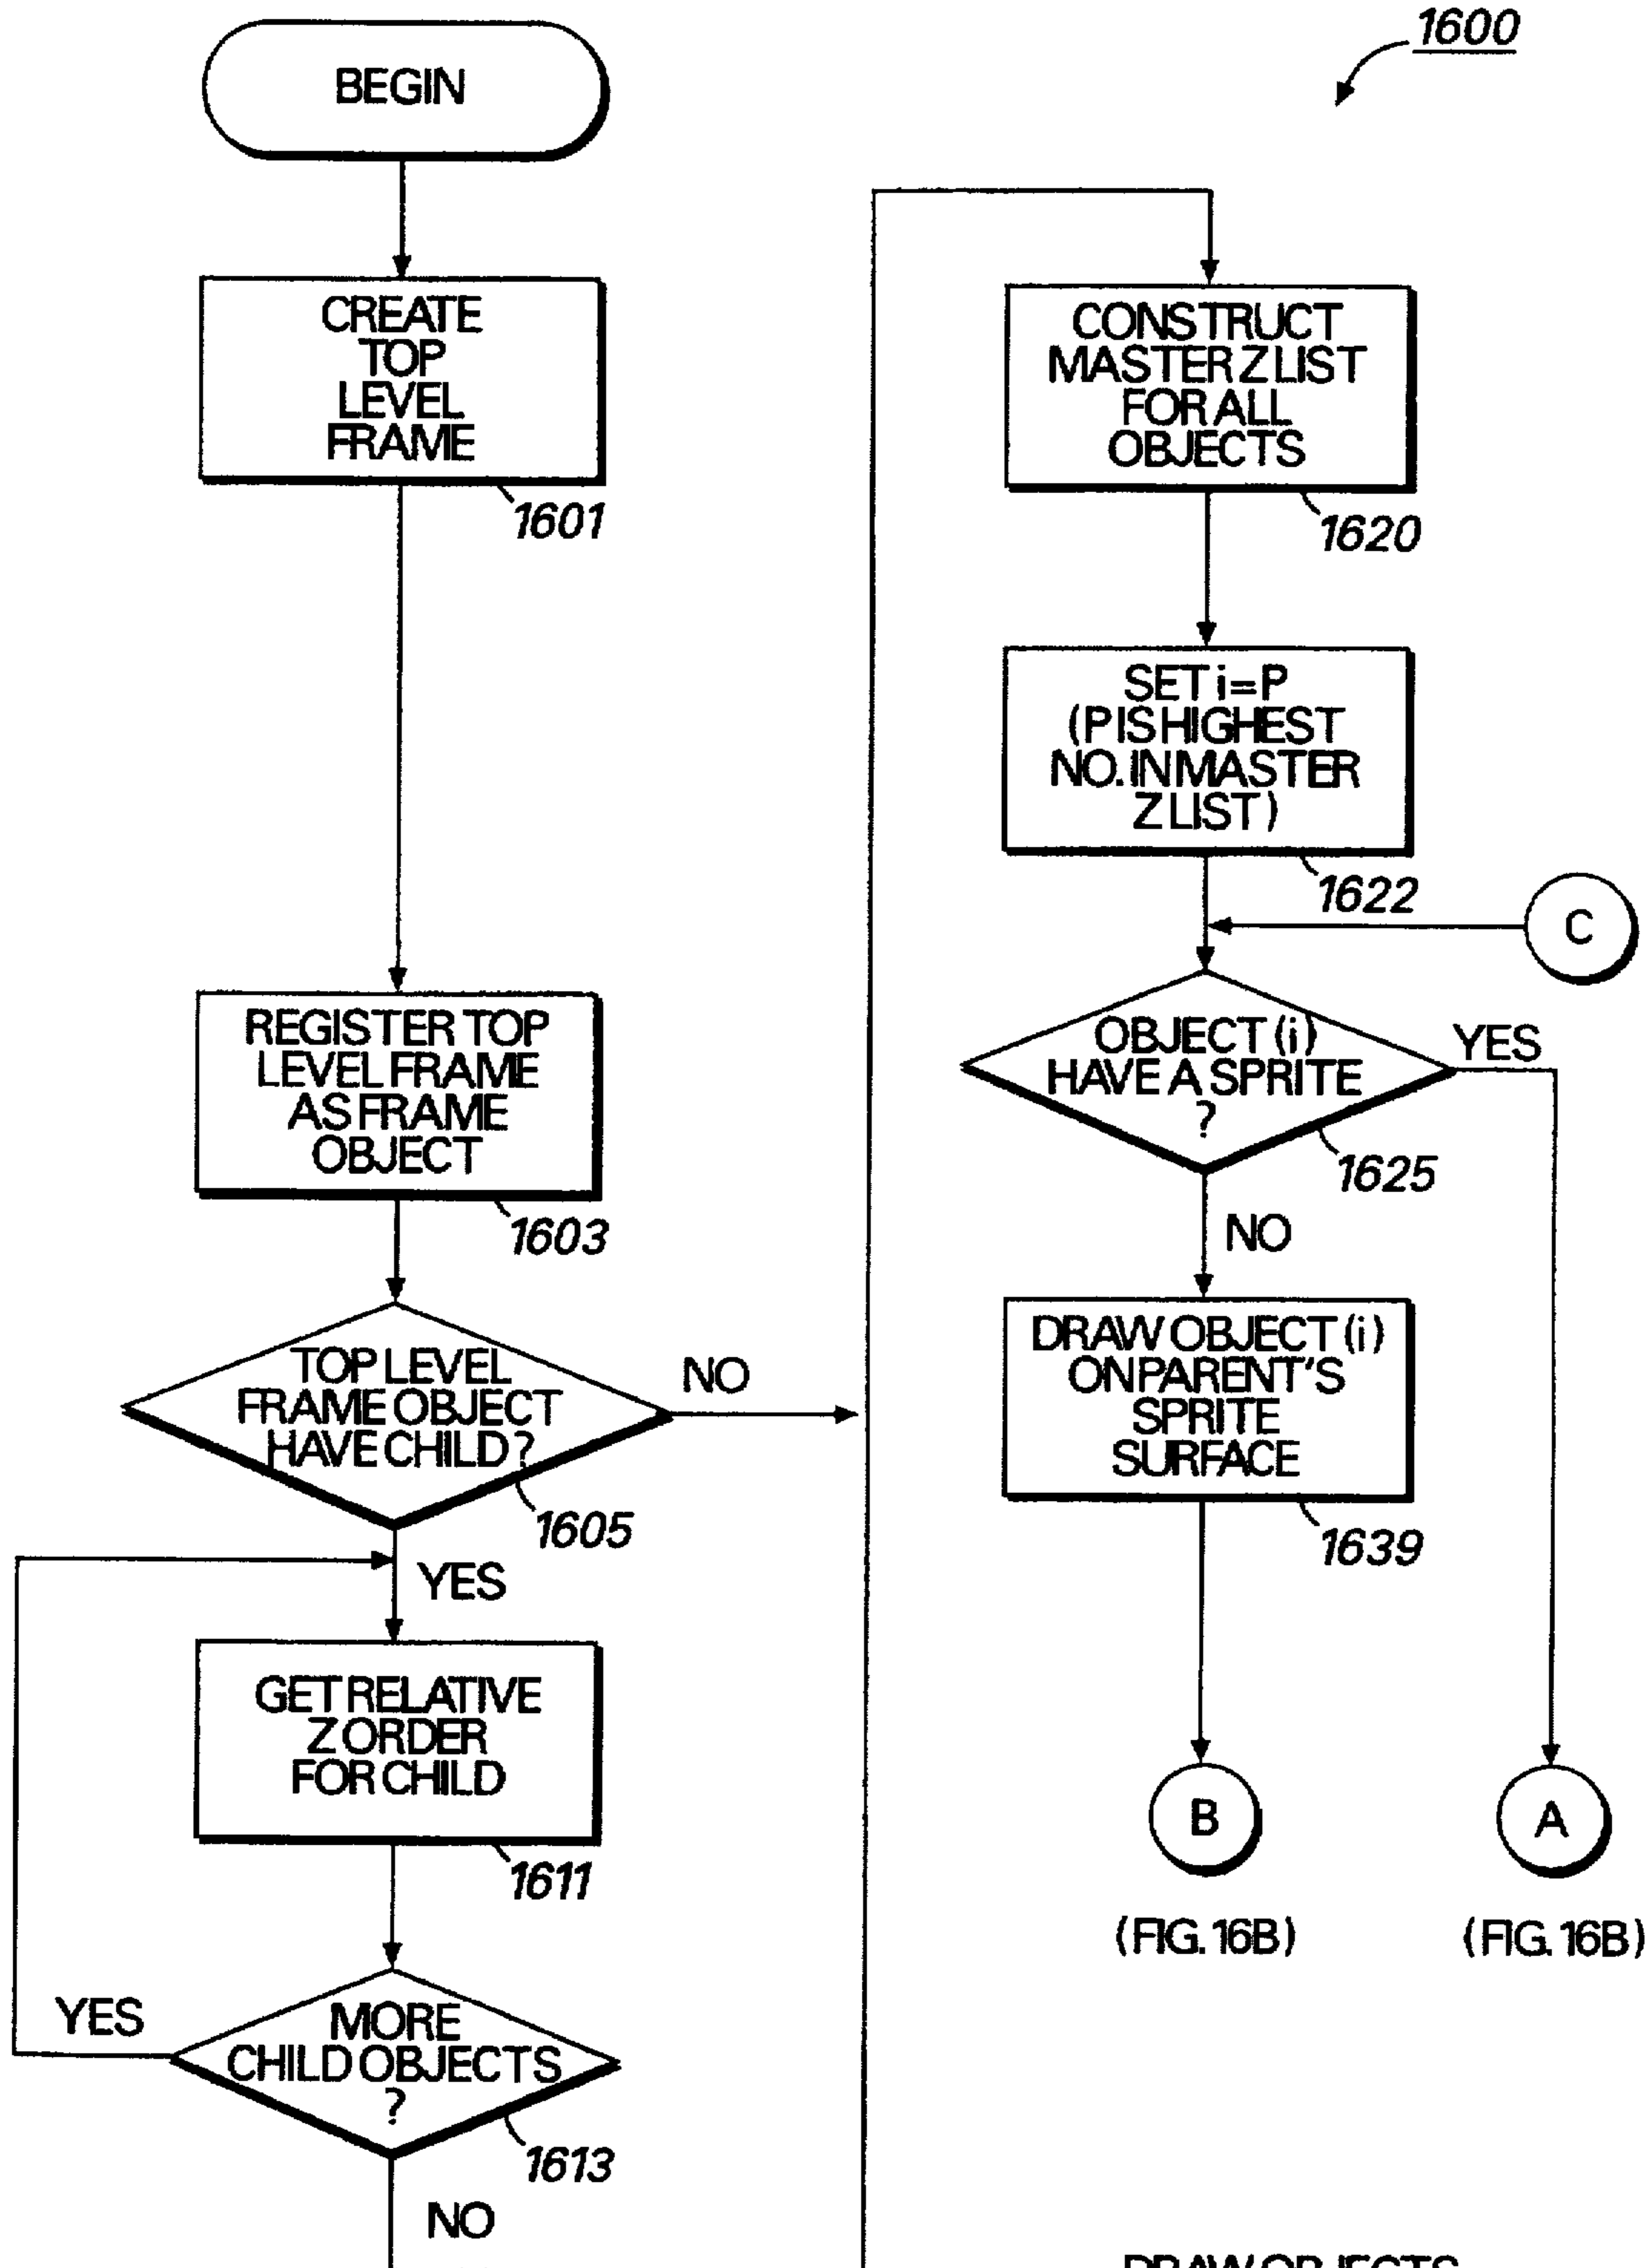 1600
BEGIN
CREATE
TOP
LEVEL
FRAME
1601
REGISTER TOP
LEVEL FRAME
AS FRAME
OBJECT
1603
TOP LEVEL
FRAME OBJECT
HAVE CHILD?
1605
NO
YES
GET RELATIVE
Z ORDER
FOR CHILD
1611
MORE
CHILD OBJECTS
?
1613
YES
NO
CONSTRUCT
MASTER Z LIST
FOR ALL
OBJECTS
1620
SET i=P
(P IS HIGHEST
NO. IN MASTER
Z LIST)
1622
C
OBJECT (i)
HAVE A SPRITE
?
1625
YES
NO
DRAW OBJECT (i)
ON PARENT'S
SPRITE
SURFACE
1639
B
A
(FIG. 16B)
(FIG. 16B)
DRAW OBJECTS